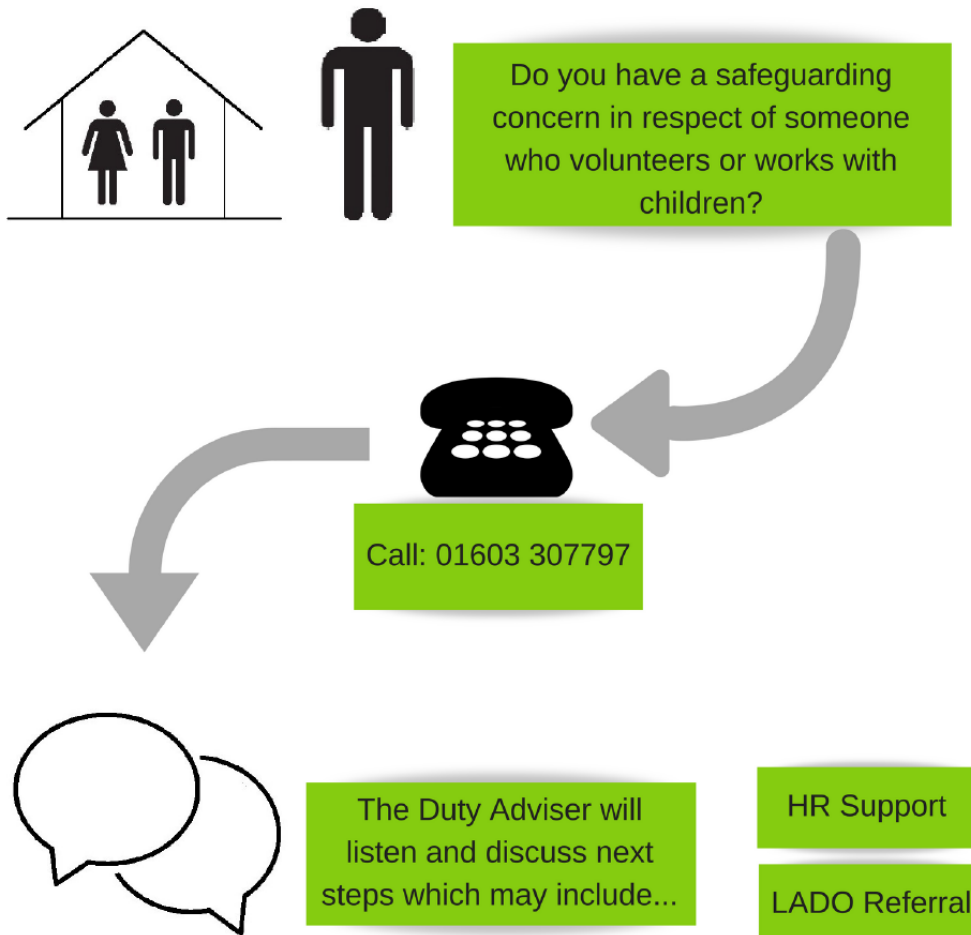 Do you have a safeguarding
concern in respect of someone
who volunteers or works with
children?
Call: 01603 307797
The Duty Adviser will
listen and discuss next
steps which may include...
HR Support
LADO Referral